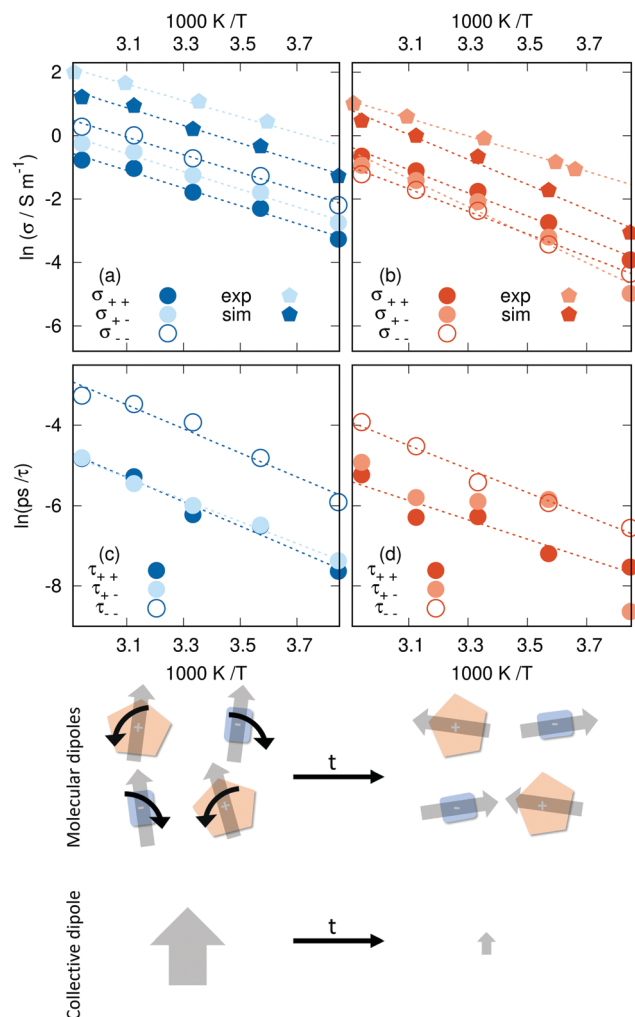 1000 K /T
1000 K /T
3.1 3.3 3.5 3.7
3.1 3.3 3.5 3.7
ln (σ / S m⁻¹)
2
0
-2
-4
-6
(a)
σ₊₊
σ₊₋
σ₋₋
exp
sim
(b)
σ₊₊
σ₊₋
σ₋₋
exp
sim
ln(ps /τ)
-4
-6
-8
(c)
τ₊₊
τ₊₋
τ₋₋
(d)
τ₊₊
τ₊₋
τ₋₋
3.1 3.3 3.5 3.7
3.1 3.3 3.5 3.7
1000 K /T
1000 K /T
Molecular dipoles
+
-
-
+
t
+
-
-
+
Collective dipole
t